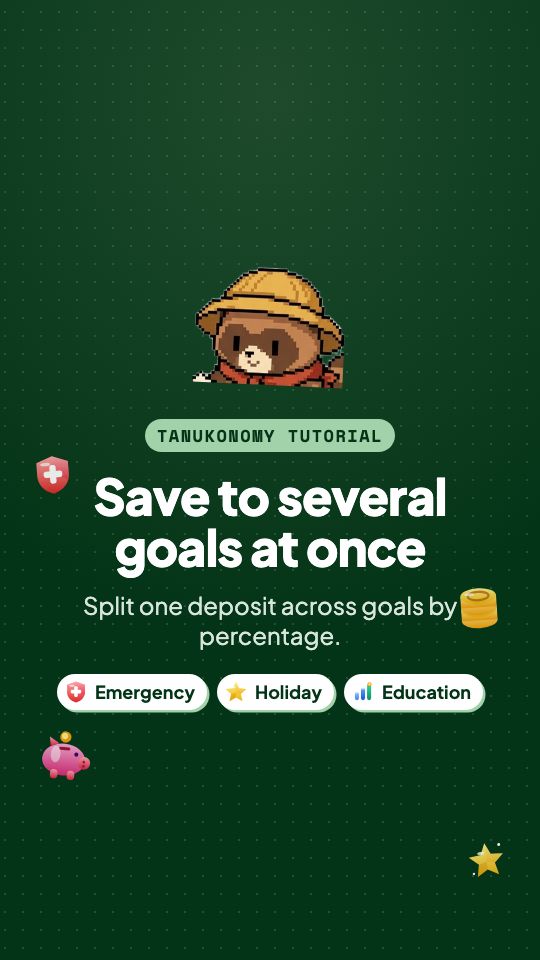 TANUKONOMY TUTORIAL
Save to several
goals at once
Split one deposit across goals by
percentage.
Emergency
Holiday
Education